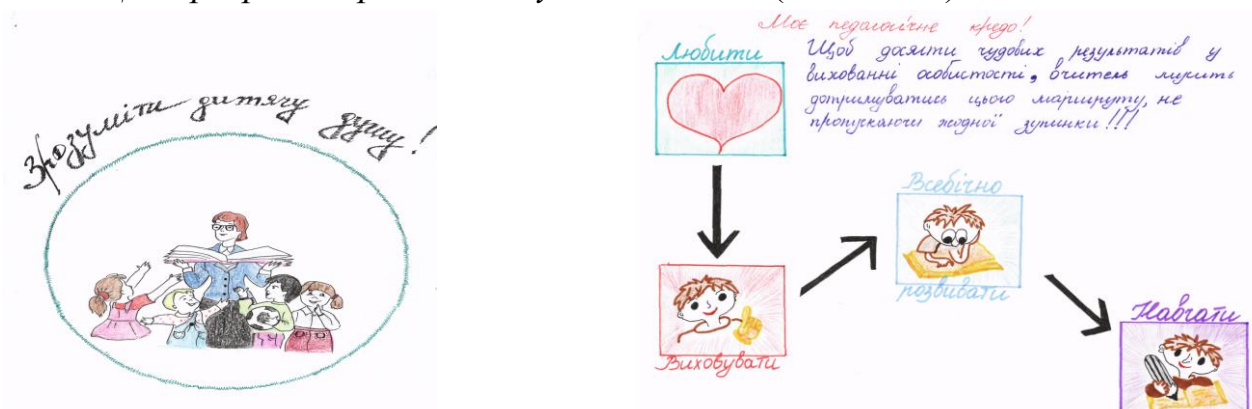 Зрозуміти дитячу душу!
Моє педагогічне кредо!
Любити
Щоб досягти чудових результатів у
вихованні особистості, вчитель мусить
дотримуватись цього маршруту, не
пропускаючи жодної зупинки!!!
Всебічно
розвивати
Виховувати
Навчати